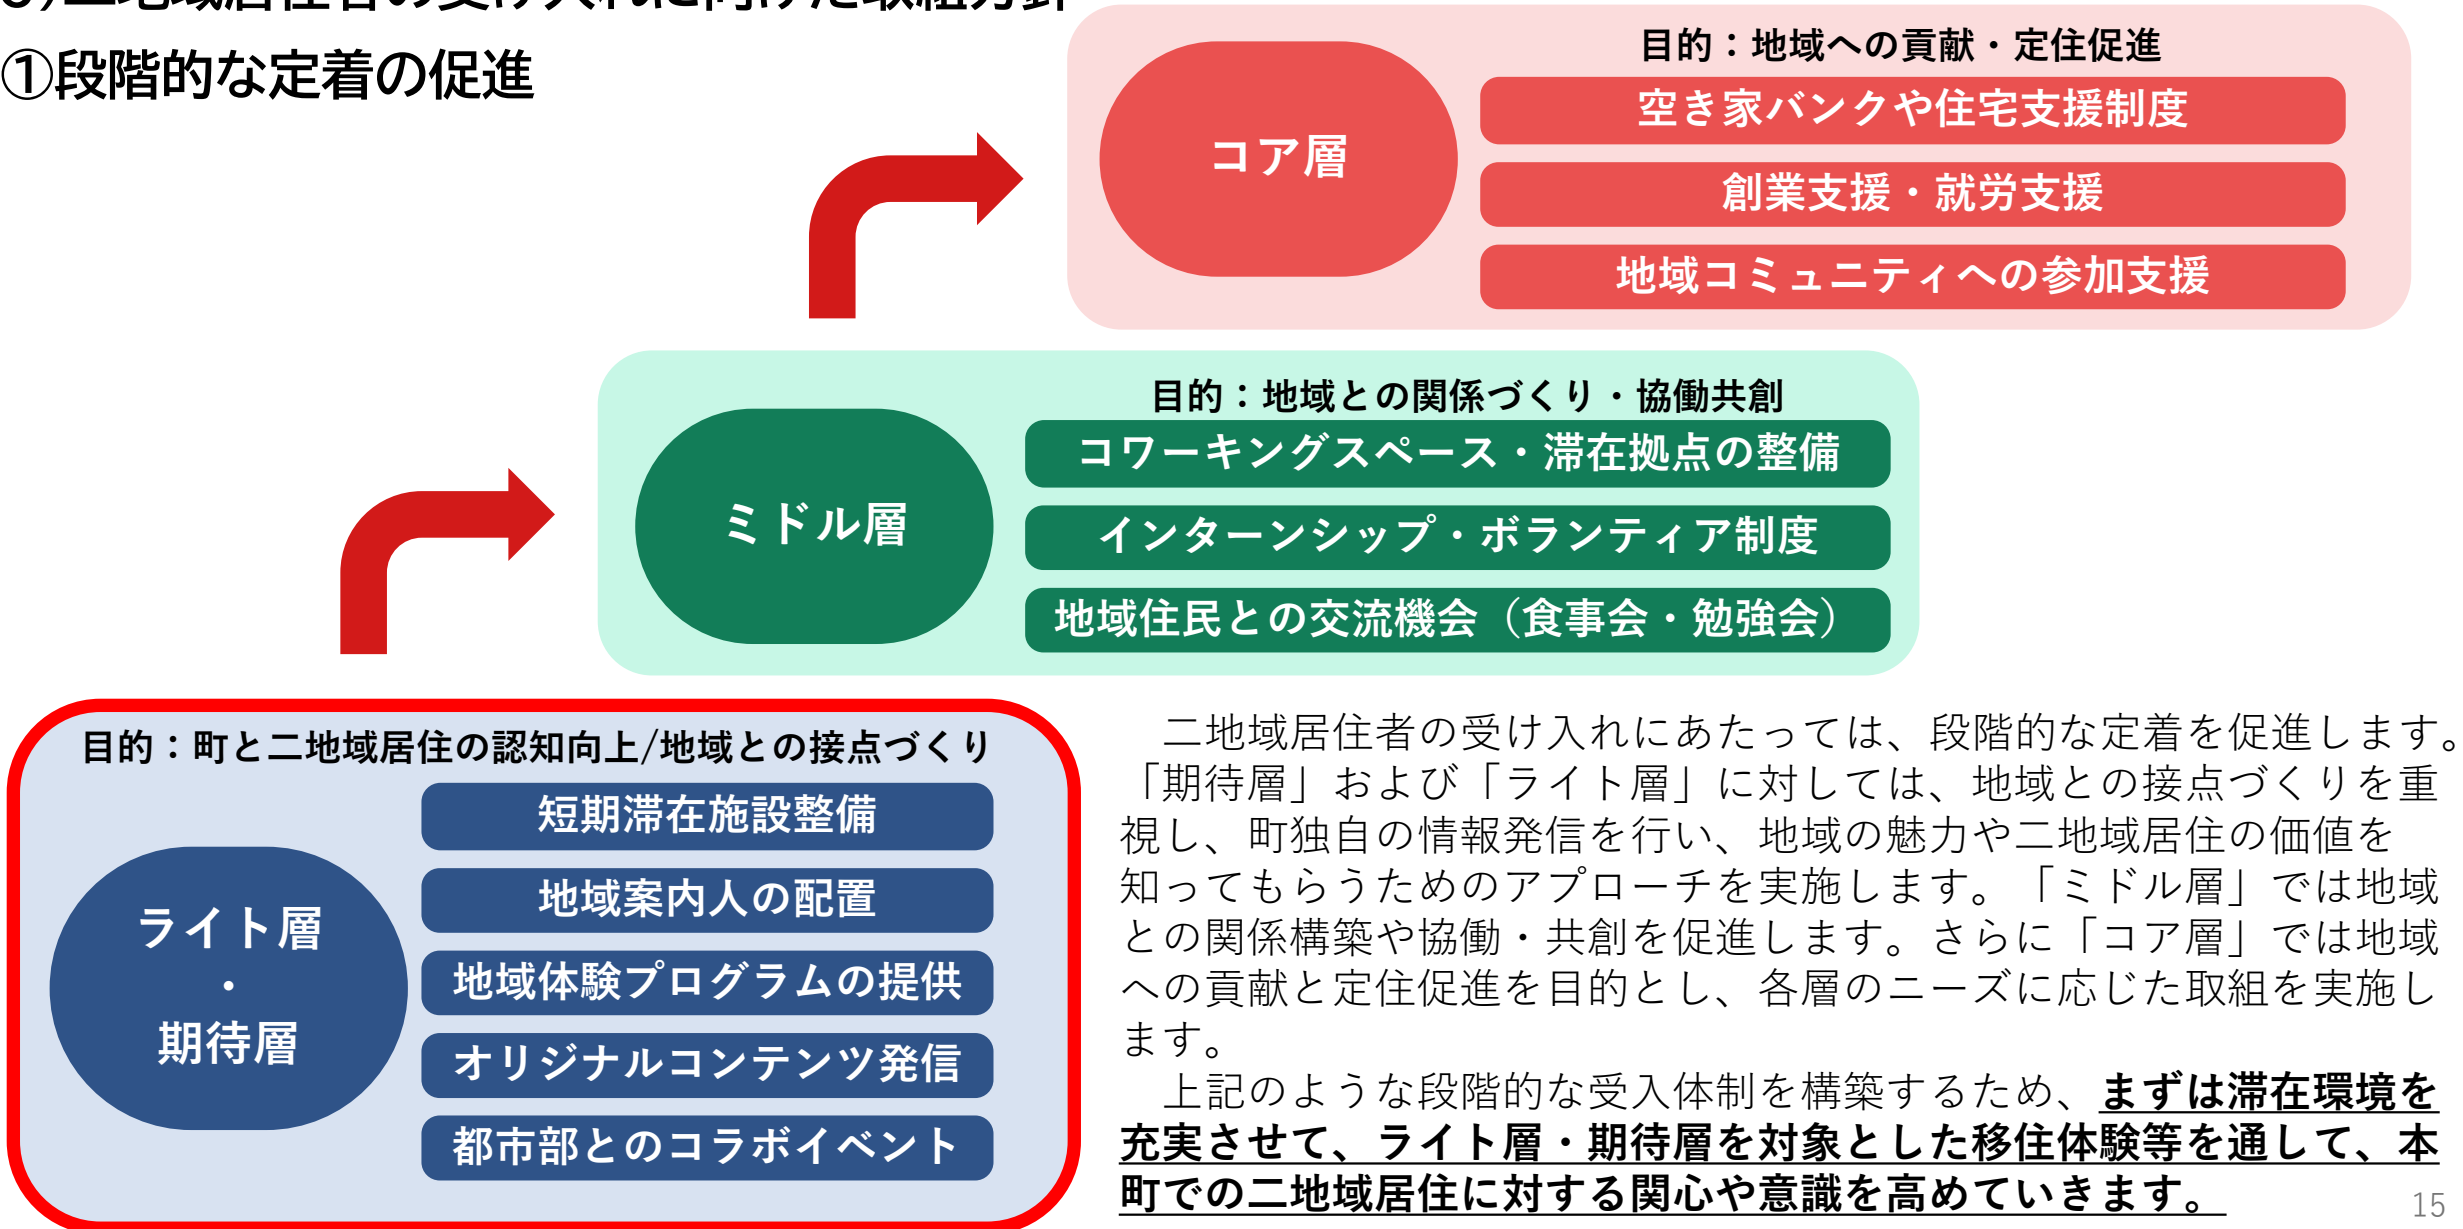 3)二地域居住者の受け入れに向けた取組方針
①段階的な定着の促進
目的：地域への貢献・定住促進
コア層
空き家バンクや住宅支援制度
創業支援・就労支援
地域コミュニティへの参加支援
目的：地域との関係づくり・協働共創
ミドル層
コワーキングスペース・滞在拠点の整備
インターンシップ・ボランティア制度
地域住民との交流機会（食事会・勉強会）
目的：町と二地域居住の認知向上/地域との接点づくり
ライト層
・
期待層
短期滞在施設整備
地域案内人の配置
地域体験プログラムの提供
オリジナルコンテンツ発信
都市部とのコラボイベント
二地域居住者の受け入れにあたっては、段階的な定着を促進します。
「期待層」および「ライト層」に対しては、地域との接点づくりを重
視し、町独自の情報発信を行い、地域の魅力や二地域居住の価値を
知ってもらうためのアプローチを実施します。「ミドル層」では地域
との関係構築や協働・共創を促進します。さらに「コア層」では地域
への貢献と定住促進を目的とし、各層のニーズに応じた取組を実施し
ます。
上記のような段階的な受入体制を構築するため、まずは滞在環境を
充実させて、ライト層・期待層を対象とした移住体験等を通して、本
町での二地域居住に対する関心や意識を高めていきます。
15